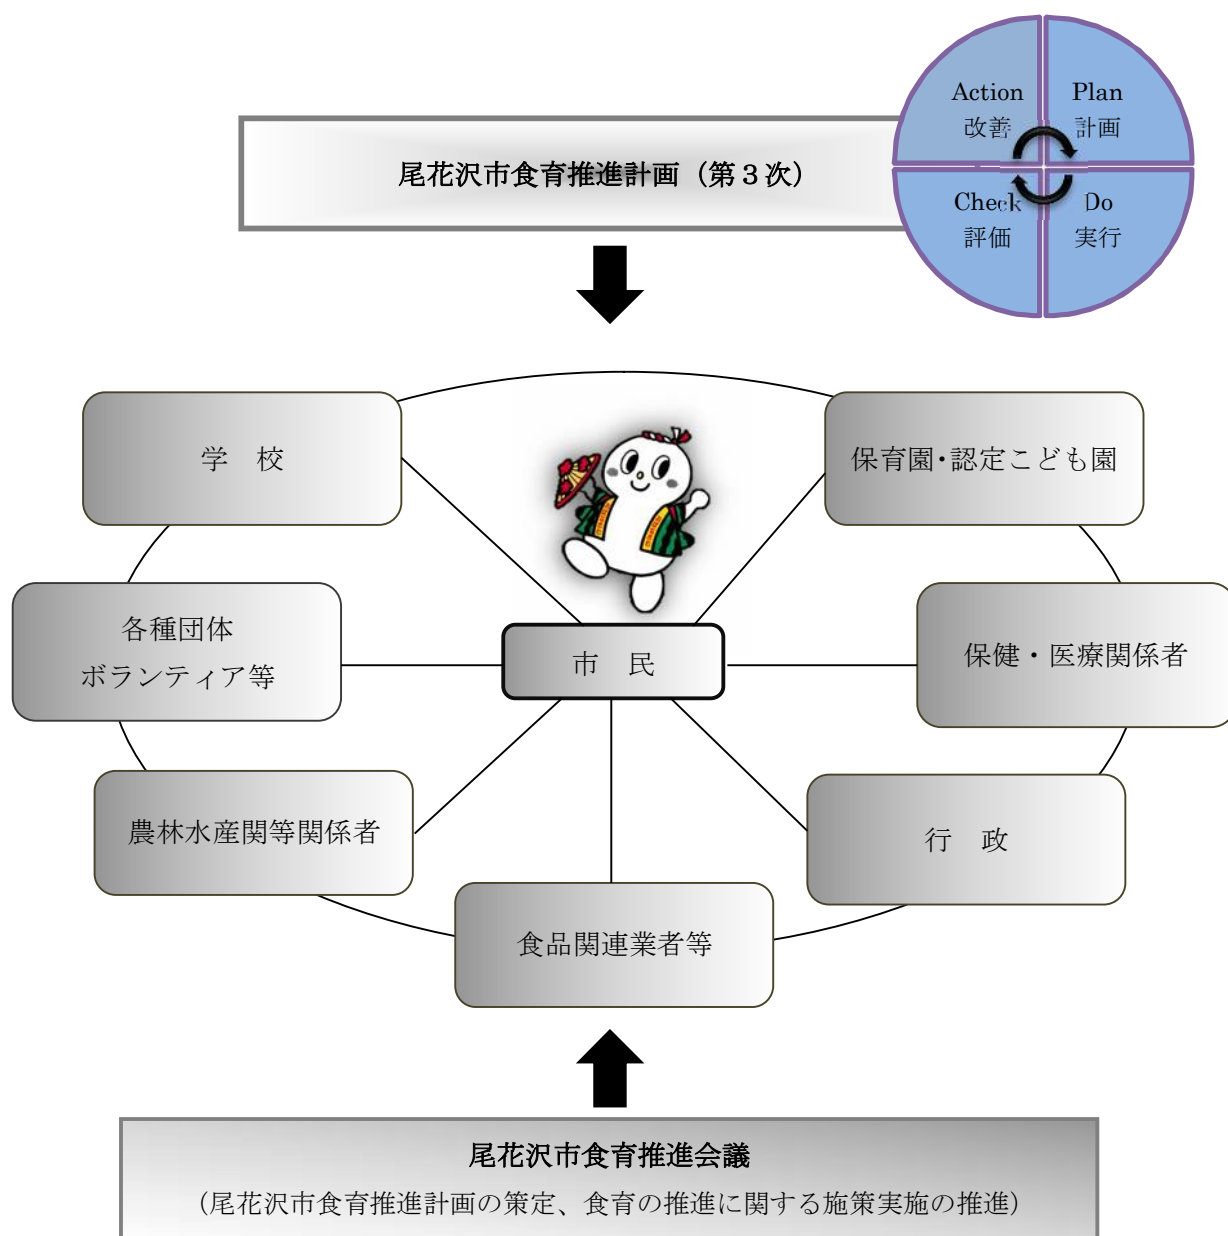 Action
改善
Plan
計画
尾花沢市食育推進計画（第３次）
Check
評価
Do
実行
学　校
保育園・認定こども園
各種団体
ボランティア等
市　民
保健・医療関係者
農林水産関等関係者
行　政
食品関連業者等
尾花沢市食育推進会議
（尾花沢市食育推進計画の策定、食育の推進に関する施策実施の推進）